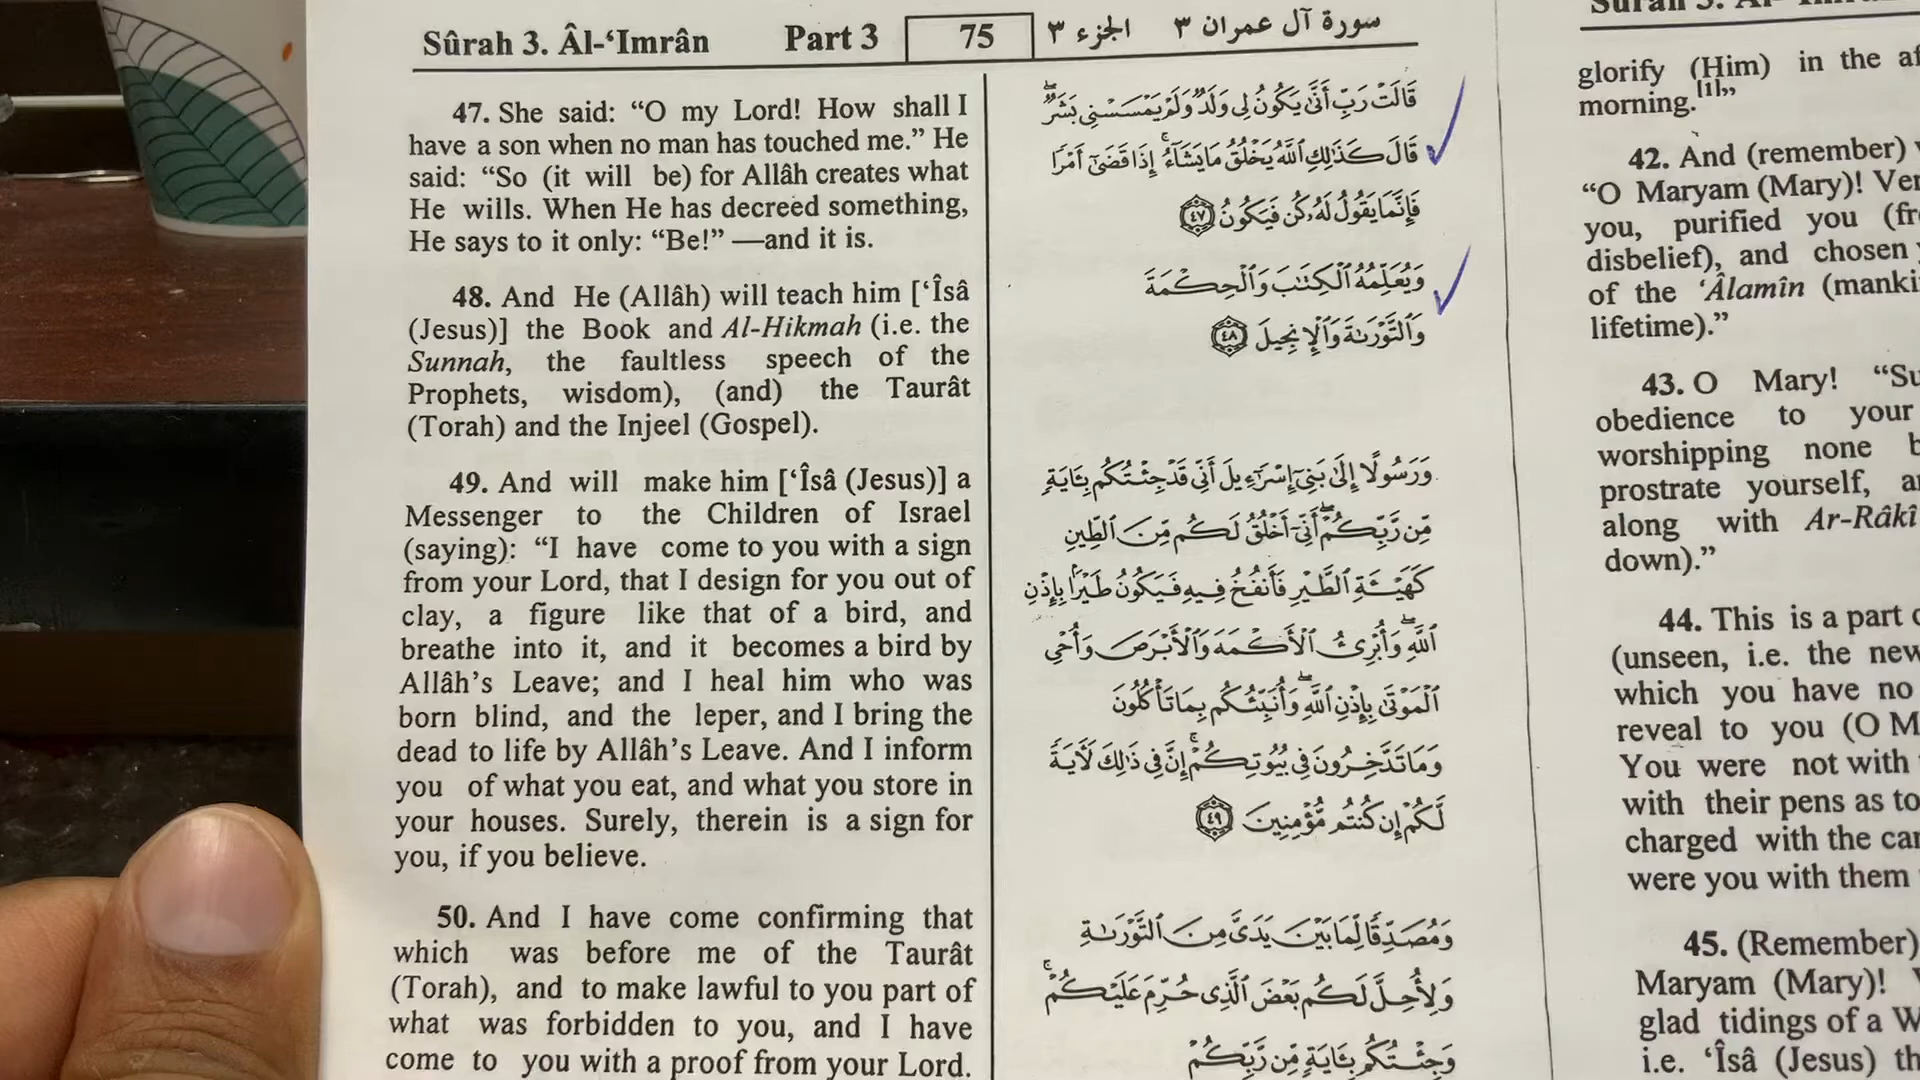 Sûrah 3. Âl-‘Imrân Part 3 75 الجزء ٣ سورة آل عمران ٣
47. She said: “O my Lord! How shall I
have a son when no man has touched me.” He
said: “So (it will be) for Allâh creates what
He wills. When He has decreed something,
He says to it only: “Be!” —and it is.
48. And He (Allâh) will teach him [‘Îsâ
(Jesus)] the Book and Al-Hikmah (i.e. the
Sunnah, the faultless speech of the
Prophets, wisdom), (and) the Taurât
(Torah) and the Injeel (Gospel).
49. And will make him [‘Îsâ (Jesus)] a
Messenger to the Children of Israel
(saying): “I have come to you with a sign
from your Lord, that I design for you out of
clay, a figure like that of a bird, and
breathe into it, and it becomes a bird by
Allâh’s Leave; and I heal him who was
born blind, and the leper, and I bring the
dead to life by Allâh’s Leave. And I inform
you of what you eat, and what you store in
your houses. Surely, therein is a sign for
you, if you believe.
50. And I have come confirming that
which was before me of the Taurât
(Torah), and to make lawful to you part of
what was forbidden to you, and I have
come to you with a proof from your Lord.
قَالَتْ رَبِّ أَنَّىٰ يَكُونُ لِى وَلَدٌ وَلَمْ يَمْسَسْنِى بَشَرٌ ۖ
قَالَ كَذَٰلِكِ ٱللَّهُ يَخْلُقُ مَا يَشَآءُ ۚ إِذَا قَضَىٰٓ أَمْرًا
فَإِنَّمَا يَقُولُ لَهُۥ كُن فَيَكُونُ ٤٧
وَيُعَلِّمُهُ ٱلْكِتَٰبَ وَٱلْحِكْمَةَ
وَٱلتَّوْرَىٰةَ وَٱلْإِنجِيلَ ٤٨
وَرَسُولًا إِلَىٰ بَنِىٓ إِسْرَٰٓءِيلَ أَنِّى قَدْ جِئْتُكُم بِـَٔايَةٍ
مِّن رَّبِّكُمْ ۖ أَنِّىٓ أَخْلُقُ لَكُم مِّنَ ٱلطِّينِ
كَهَيْـَٔةِ ٱلطَّيْرِ فَأَنفُخُ فِيهِ فَيَكُونُ طَيْرًۢا بِإِذْنِ
ٱللَّهِ ۖ وَأُبْرِئُ ٱلْأَكْمَهَ وَٱلْأَبْرَصَ وَأُحْىِ
ٱلْمَوْتَىٰ بِإِذْنِ ٱللَّهِ ۖ وَأُنَبِّئُكُم بِمَا تَأْكُلُونَ
وَمَا تَدَّخِرُونَ فِى بُيُوتِكُمْ ۚ إِنَّ فِى ذَٰلِكَ لَـَٔايَةً
لَّكُمْ إِن كُنتُم مُّؤْمِنِينَ ٤٩
وَمُصَدِّقًا لِّمَا بَيْنَ يَدَىَّ مِنَ ٱلتَّوْرَىٰةِ
وَلِأُحِلَّ لَكُم بَعْضَ ٱلَّذِى حُرِّمَ عَلَيْكُمْ ۚ
وَجِئْتُكُم بِـَٔايَةٍ مِّن رَّبِّكُمْ
glorify (Him) in the
morning.[1]”
42. And (remember)
“O Maryam (Mary)!
you, purified you
disbelief), and chosen
of the ‘Âlamîn
lifetime).”
43. O Mary!
obedience to your
worshipping none
prostrate yourself,
along with
down).”
44. This is a part
(unseen, i.e. the
which you have no
reveal to you (O
You were not with
with their pens as to
charged with the
were you with them
45. (Remember)
Maryam (Mary)!
glad tidings of a
i.e. ‘Îsâ (Jesus)